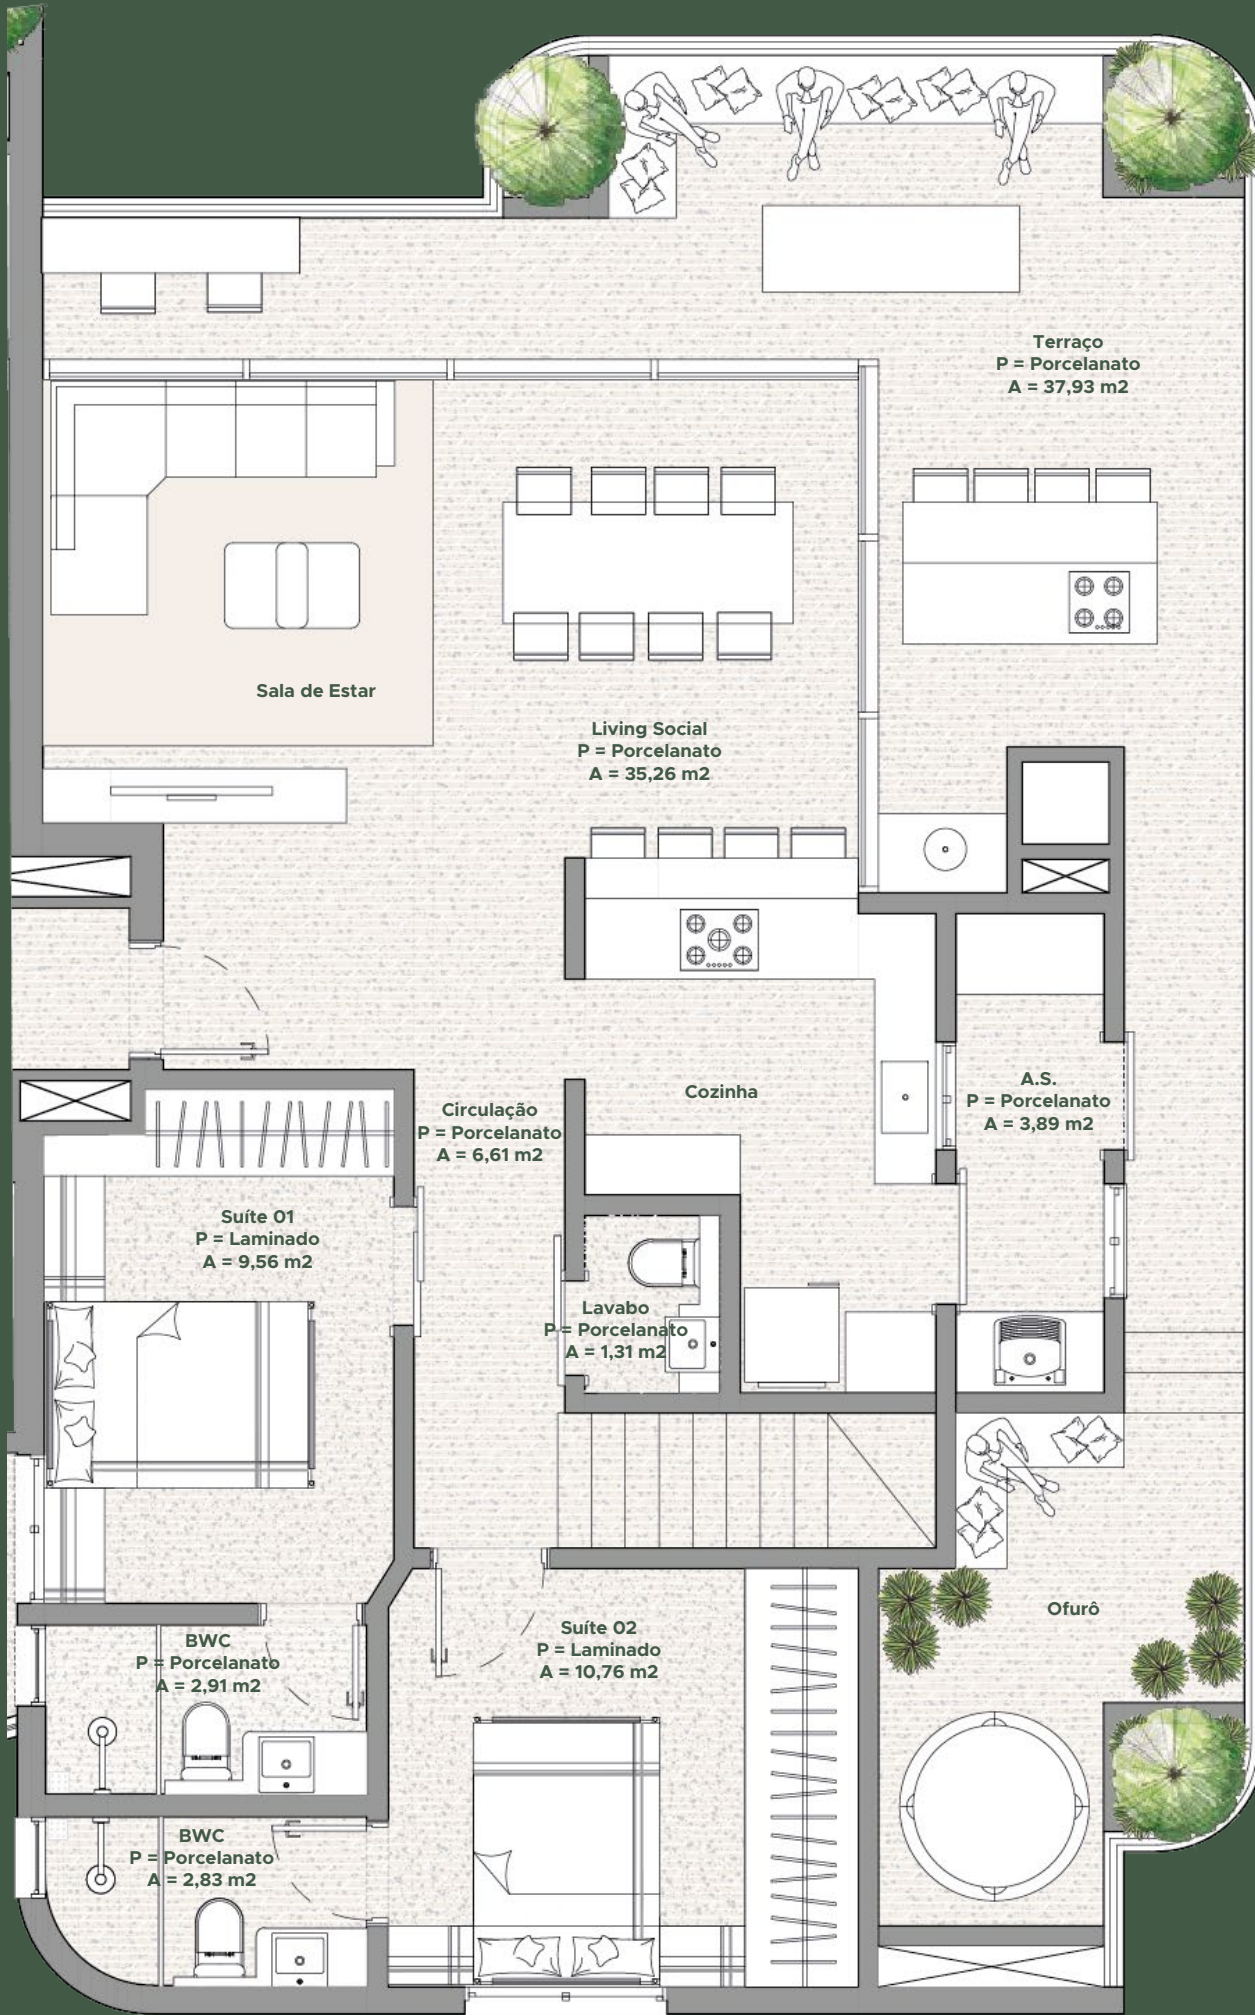 Terraço
P = Porcelanato
A = 37,93 m2
Sala de Estar
Living Social
P = Porcelanato
A = 35,26 m2
Cozinha
A.S.
P = Porcelanato
A = 3,89 m2
Circulação
P = Porcelanato
A = 6,61 m2
Suíte 01
P = Laminado
A = 9,56 m2
Lavabo
P = Porcelanato
A = 1,31 m2
Ofurô
Suíte 02
P = Laminado
A = 10,76 m2
BWC
P = Porcelanato
A = 2,91 m2
BWC
P = Porcelanato
A = 2,83 m2